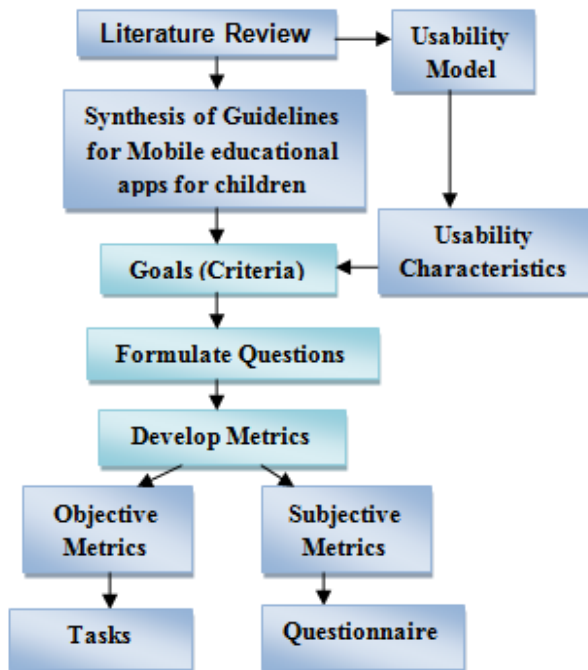 Literature Review
Usability
Model
Synthesis of Guidelines
for Mobile educational
apps for children
Usability
Characteristics
Goals (Criteria)
Formulate Questions
Develop Metrics
Objective
Metrics
Subjective
Metrics
Tasks
Questionnaire